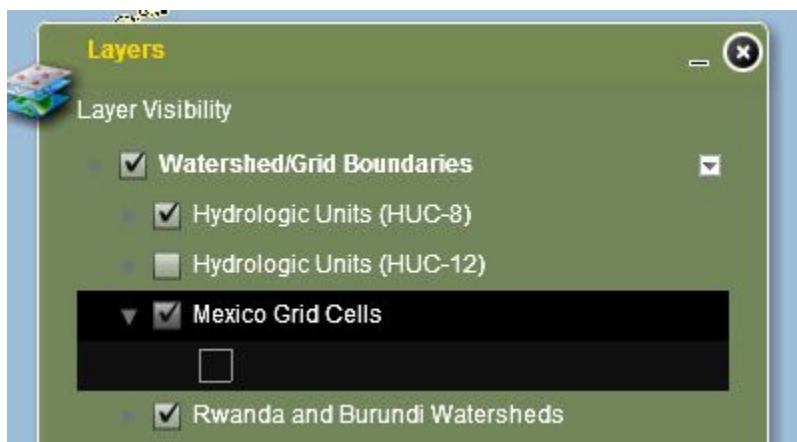 Layers
Layer Visibility
Watershed/Grid Boundaries
Hydrologic Units (HUC-8)
Hydrologic Units (HUC-12)
Mexico Grid Cells
Rwanda and Burundi Watersheds